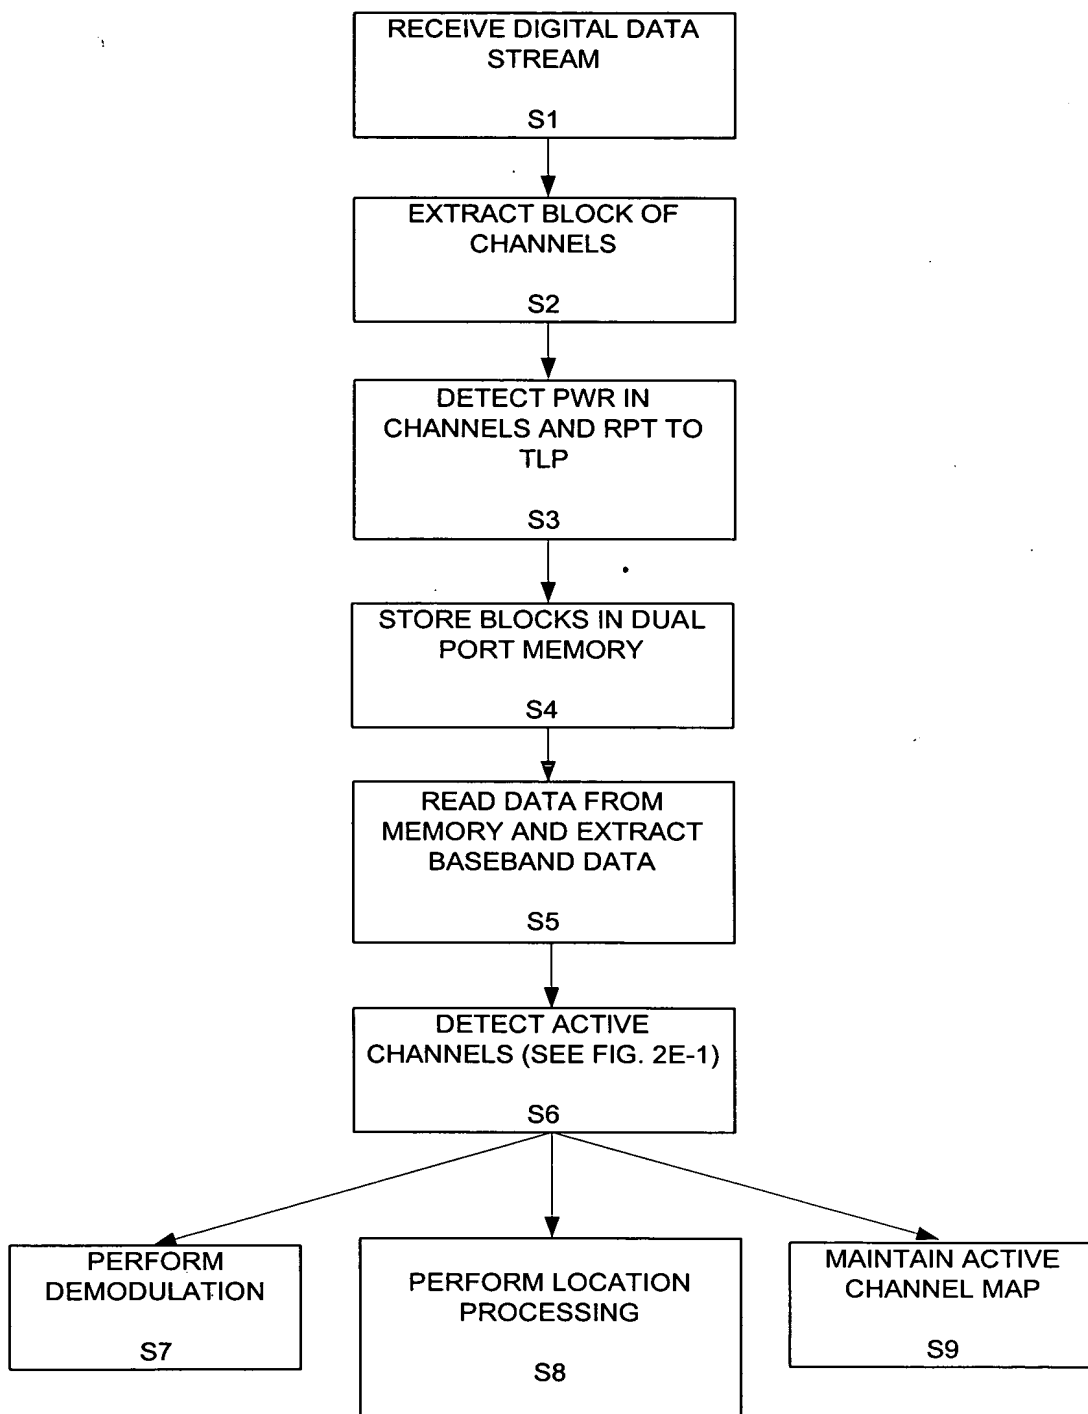 RECEIVE DIGITAL DATA
STREAM
S1
EXTRACT BLOCK OF
CHANNELS
S2
DETECT PWR IN
CHANNELS AND RPT TO
TLP
S3
STORE BLOCKS IN DUAL
PORT MEMORY
S4
READ DATA FROM
MEMORY AND EXTRACT
BASEBAND DATA
S5
DETECT ACTIVE
CHANNELS (SEE FIG. 2E-1)
S6
PERFORM
DEMODULATION
S7
PERFORM LOCATION
PROCESSING
S8
MAINTAIN ACTIVE
CHANNEL MAP
S9